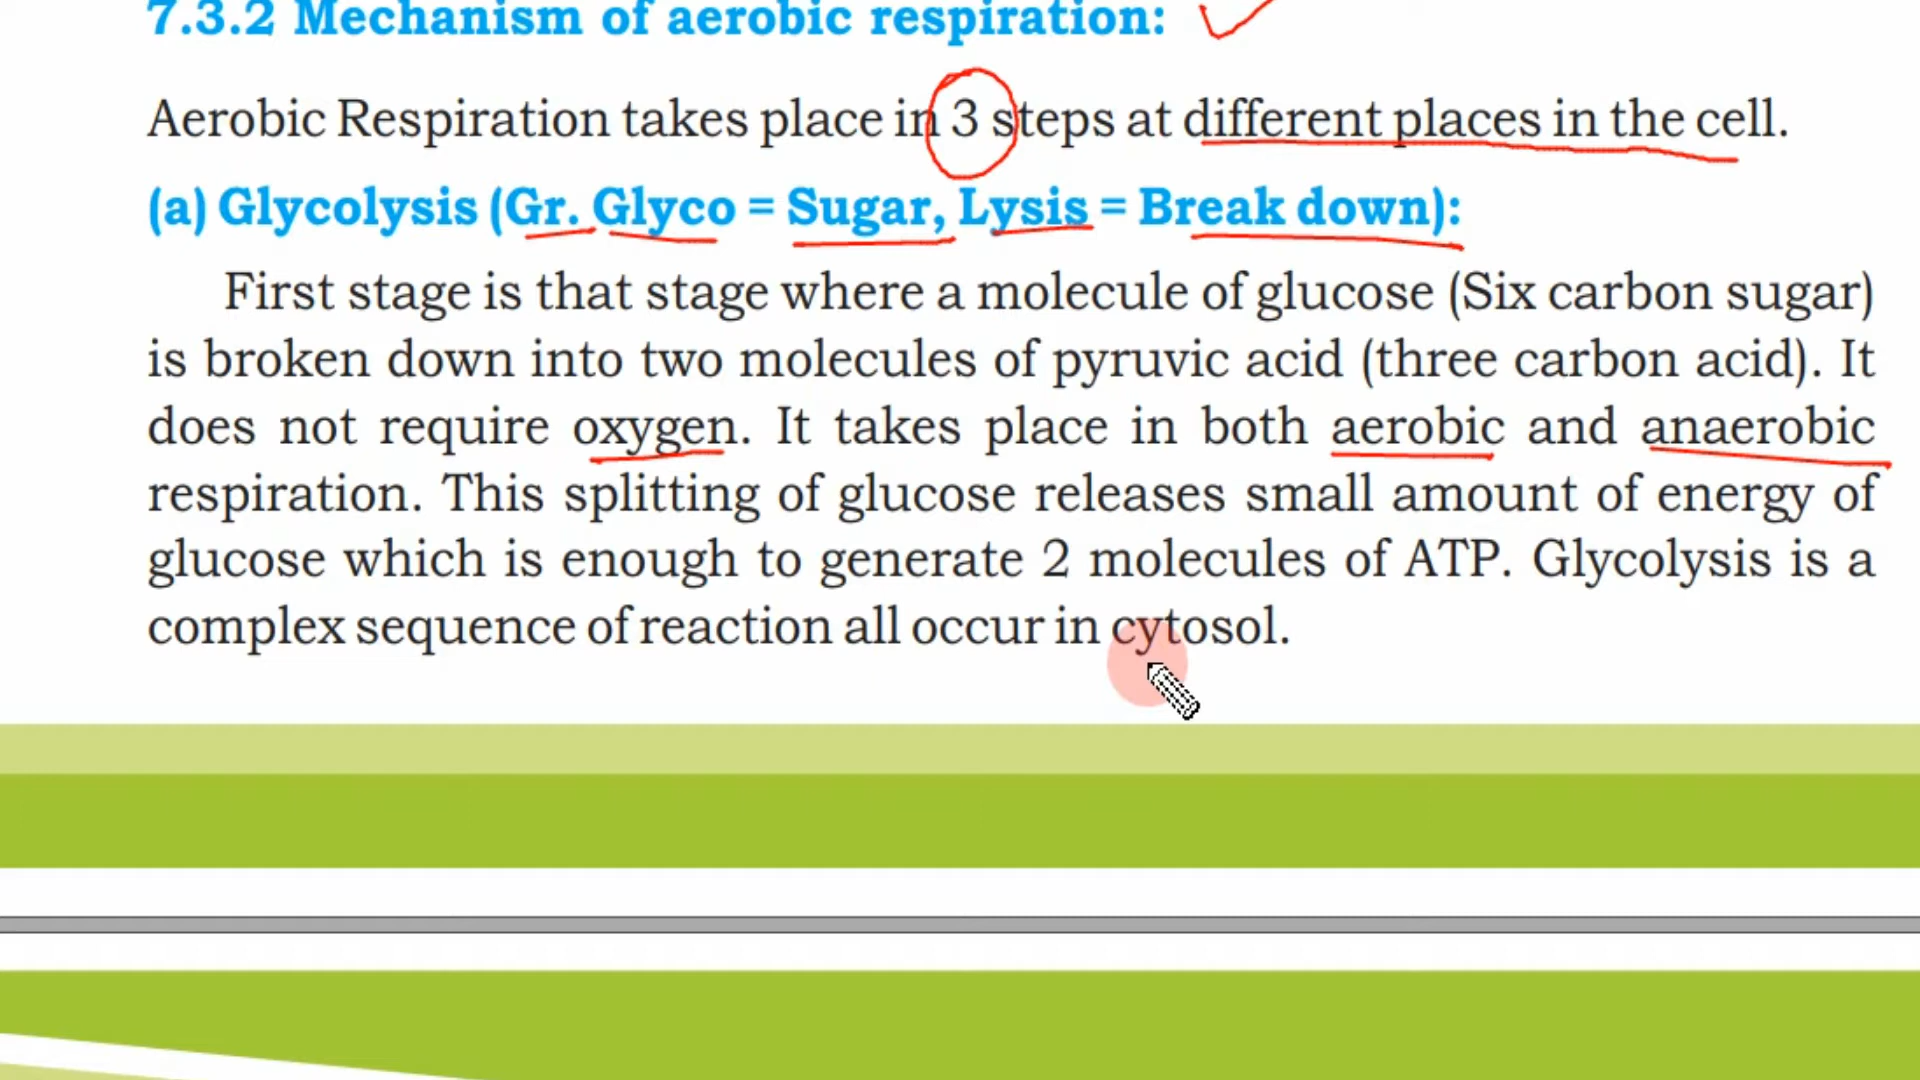 7.3.2 Mechanism of aerobic respiration:
Aerobic Respiration takes place in 3 steps at different places in the cell.
(a) Glycolysis (Gr. Glyco = Sugar, Lysis = Break down):
First stage is that stage where a molecule of glucose (Six carbon sugar)
is broken down into two molecules of pyruvic acid (three carbon acid). It
does not require oxygen. It takes place in both aerobic and anaerobic
respiration. This splitting of glucose releases small amount of energy of
glucose which is enough to generate 2 molecules of ATP. Glycolysis is a
complex sequence of reaction all occur in cytosol.